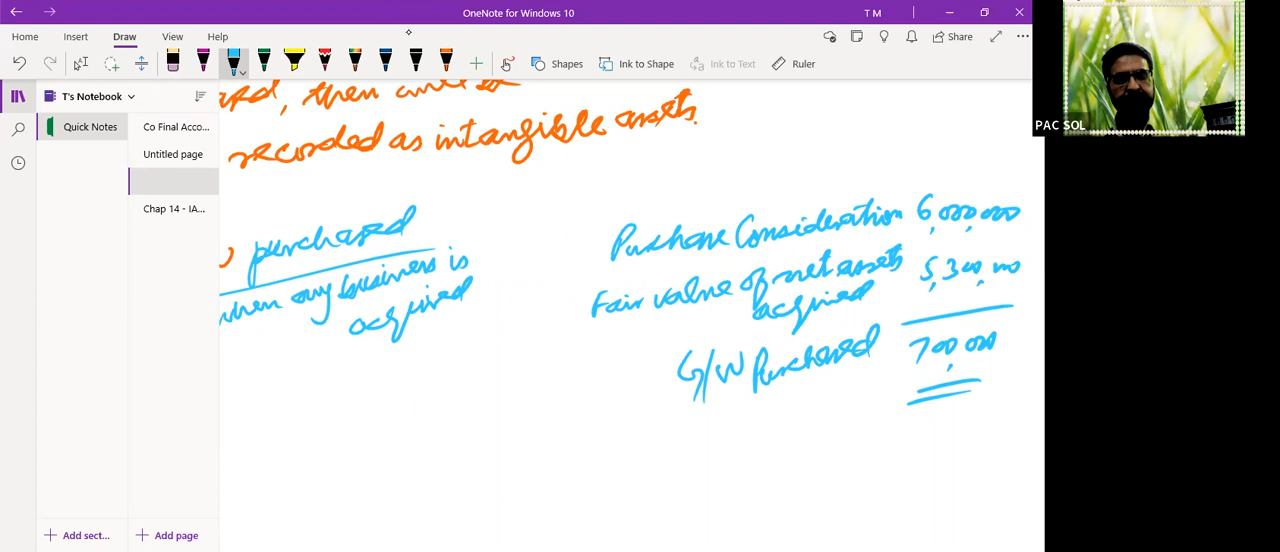 OneNote for Windows 10
T M
Home Insert Draw View Help
Share
Shapes
Ink to Shape
Ink to Text
Ruler
T's Notebook
Quick Notes
Co Final Acco...
Untitled page
Chap 14 - IA...
Add sect...
Add page
PAC SOL
, then
recorded as intangible assets.
purchased
when any business is
acquired
Purchase Consideration 6,000,000
Fair value of net assets 5,300,000
acquired
G/W Purchased 700,000